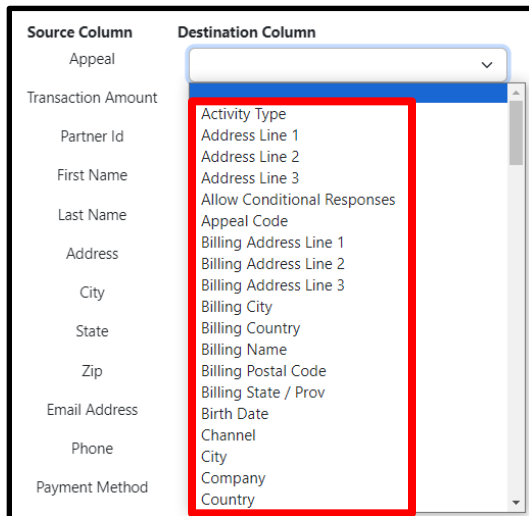 Source Column Destination Column
Appeal
Transaction Amount
Partner Id
First Name
Last Name
Address
City
State
Zip
Email Address
Phone
Payment Method
Activity Type
Address Line 1
Address Line 2
Address Line 3
Allow Conditional Responses
Appeal Code
Billing Address Line 1
Billing Address Line 2
Billing Address Line 3
Billing City
Billing Country
Billing Name
Billing Postal Code
Billing State / Prov
Birth Date
Channel
City
Company
Country